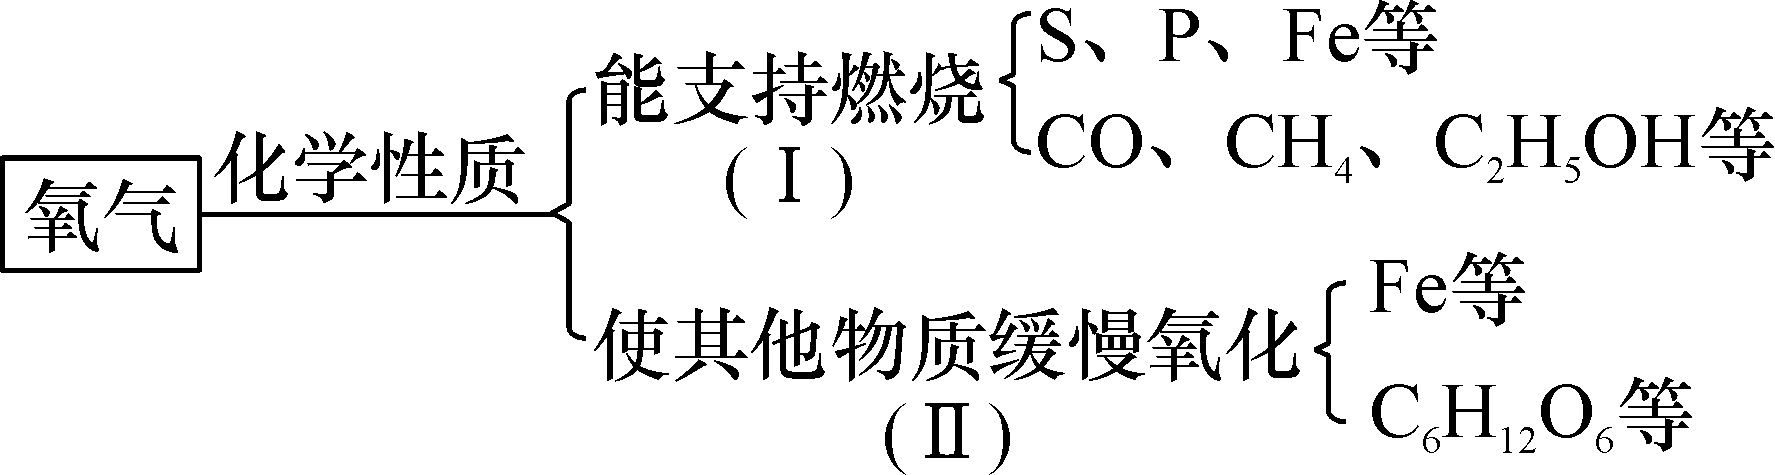 氧气
化学性质
能支持燃烧
(Ⅰ)
S、P、Fe等
CO、CH₄、C₂H₅OH等
使其他物质缓慢氧化
(Ⅱ)
Fe等
C₆H₁₂O₆等